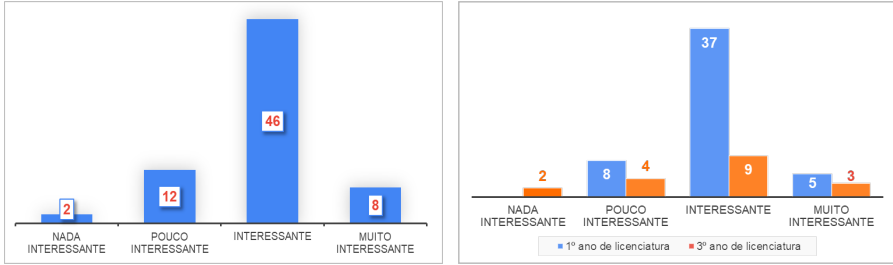 2
12
46
8
NADA INTERESSANTE
POUCO INTERESSANTE
INTERESSANTE
MUITO INTERESSANTE
2
8
4
37
9
5
3
NADA INTERESSANTE
POUCO INTERESSANTE
INTERESSANTE
MUITO INTERESSANTE
1º ano de licenciatura
3º ano de licenciatura